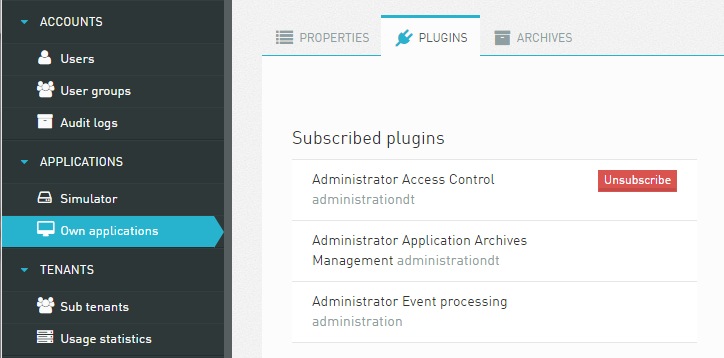 ACCOUNTS
Users
User groups
Audit logs
APPLICATIONS
Simulator
Own applications
TENANTS
Sub tenants
Usage statistics
PROPERTIES
PLUGINS
ARCHIVES
Subscribed plugins
Administrator Access Control
administrationdt
Unsubscribe
Administrator Application Archives
Management administrationdt
Administrator Event processing
administration